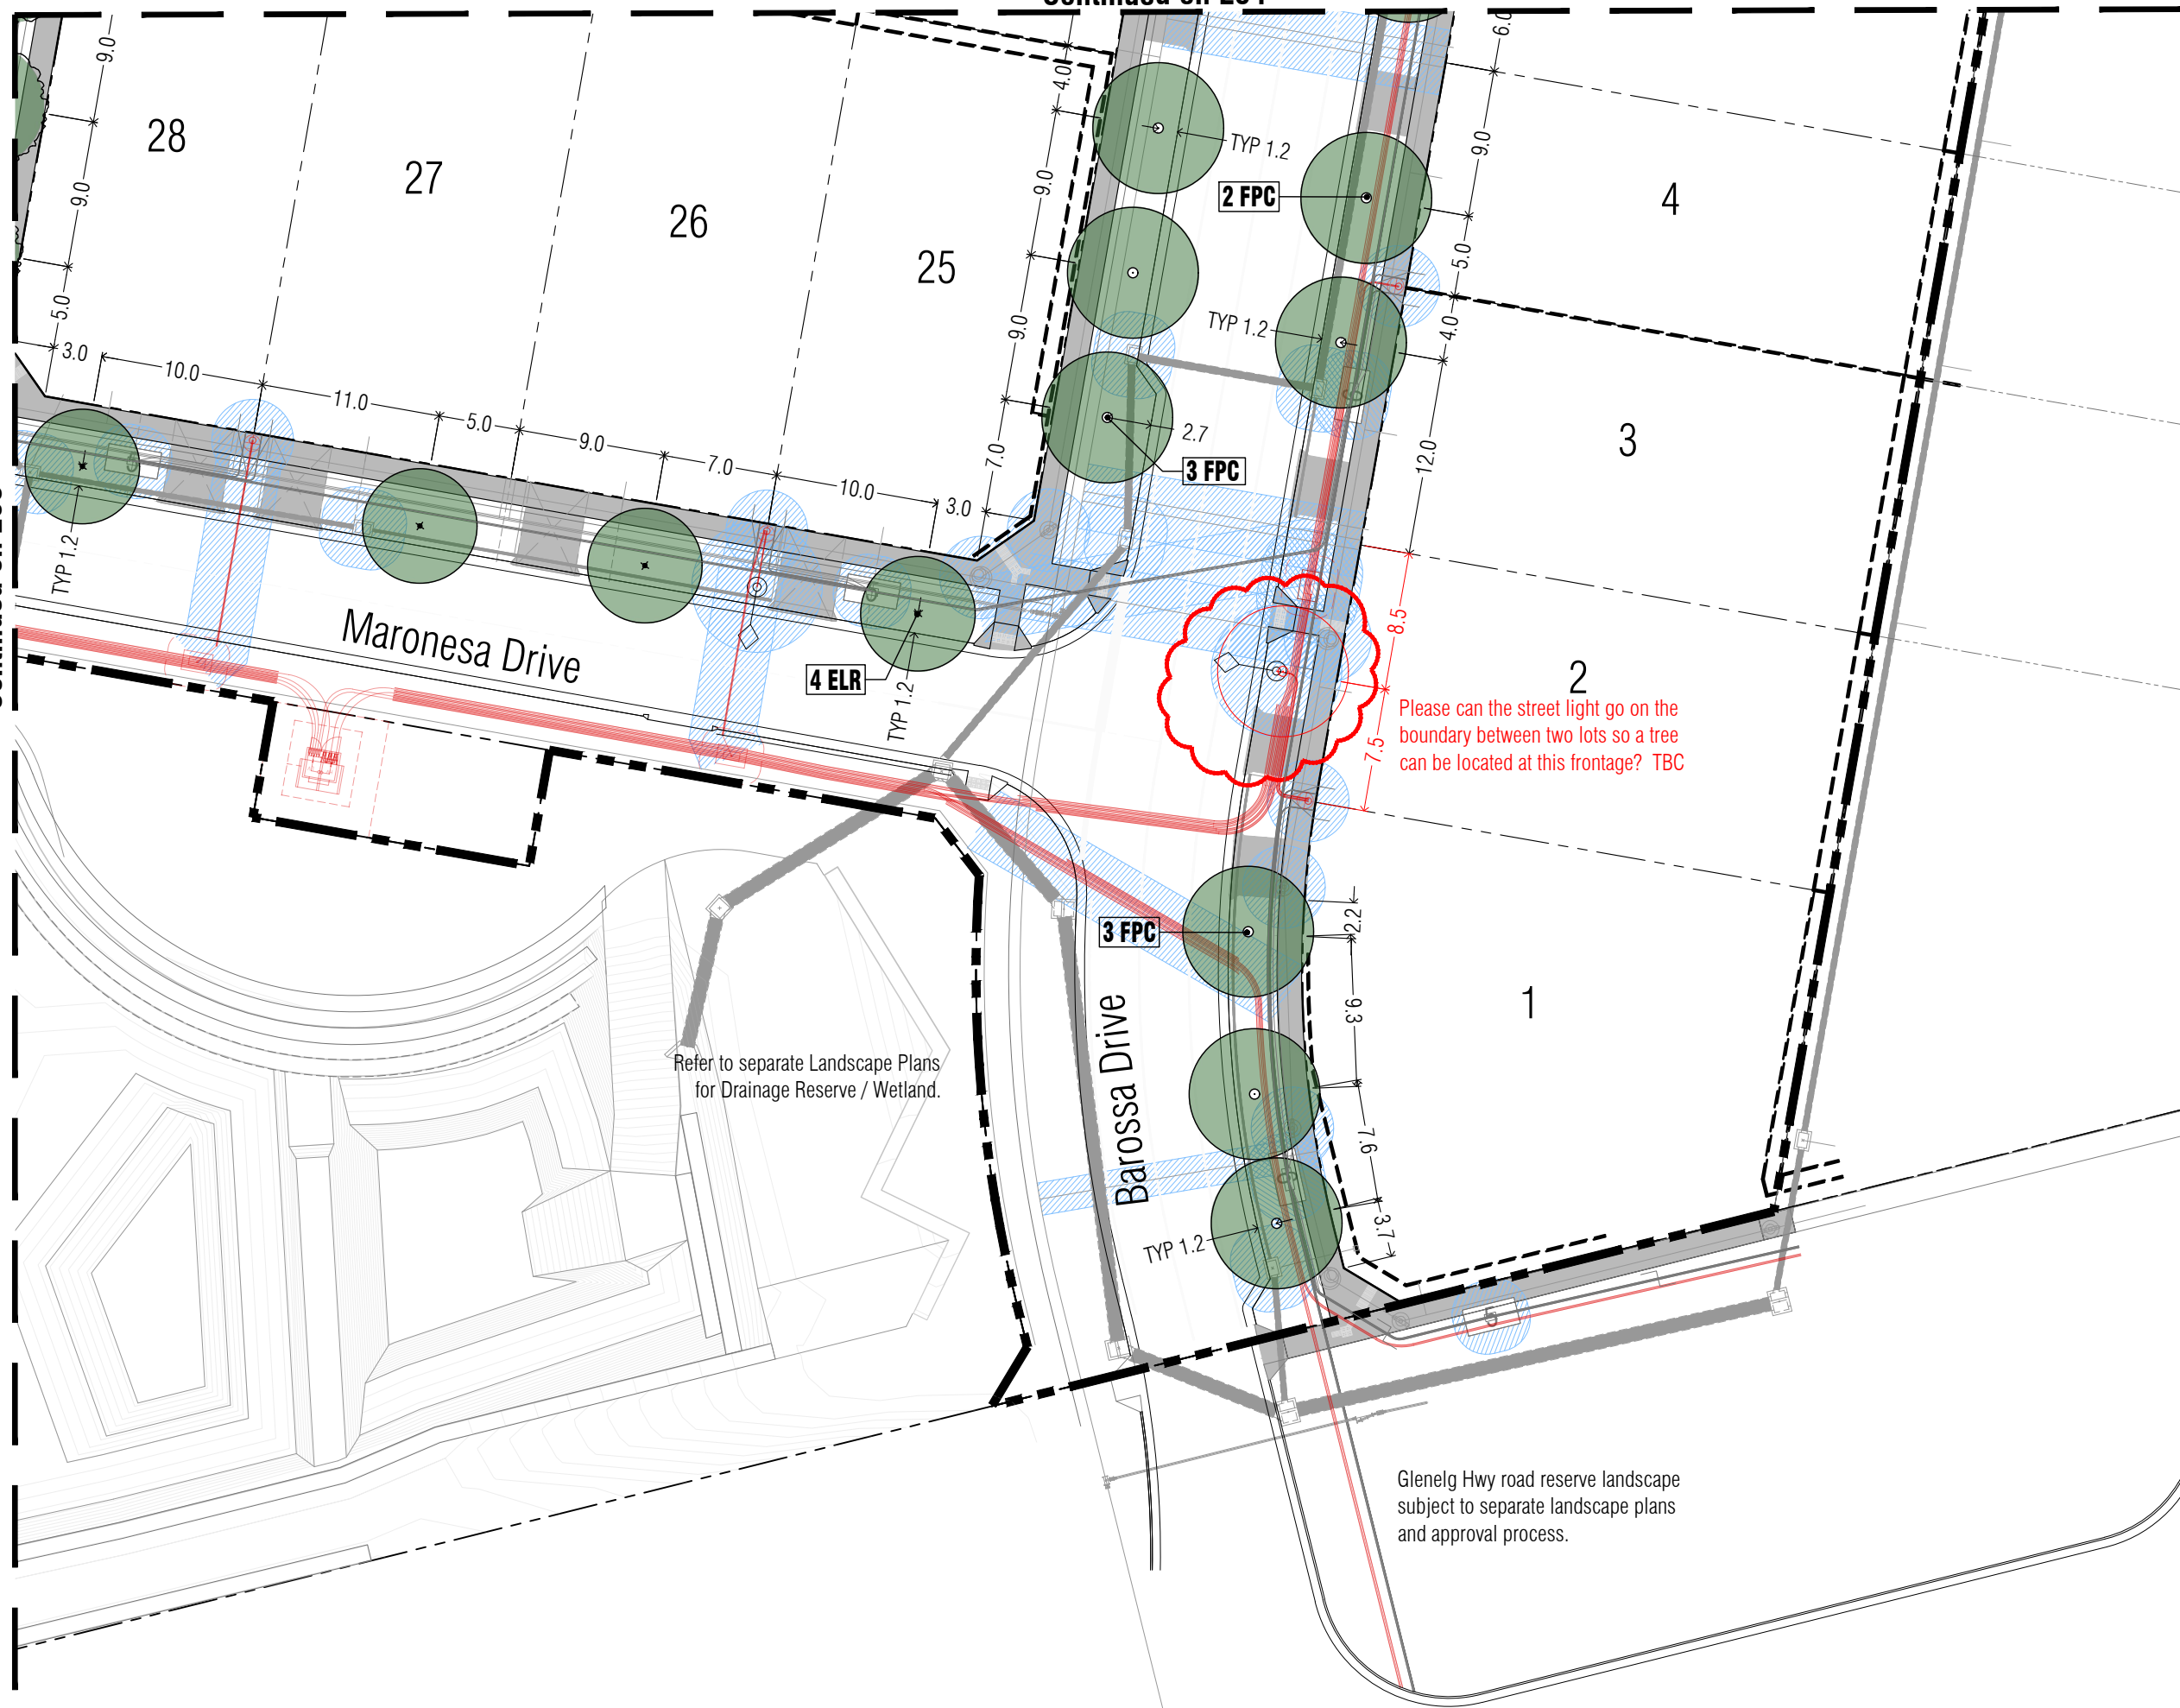 9.0
28
9.0
5.0
27
26
25
4.0
9.0
9.0
7.0
TYP 1.2
2 FPC
TYP 1.2
2.7
3 FPC
6.0
9.0
5.0
4.0
12.0
4
3
3.0
10.0
11.0
5.0
9.0
7.0
10.0
3.0
TYP 1.2
Maronesa Drive
4 ELR
TYP 1.2
8.5
7.5
2
Please can the street light go on the
boundary between two lots so a tree
can be located at this frontage? TBC
3 FPC
2.2
9.3
7.6
3.7
1
Barossa Drive
TYP 1.2
Refer to separate Landscape Plans
for Drainage Reserve / Wetland.
5
Glenelg Hwy road reserve landscape
subject to separate landscape plans
and approval process.